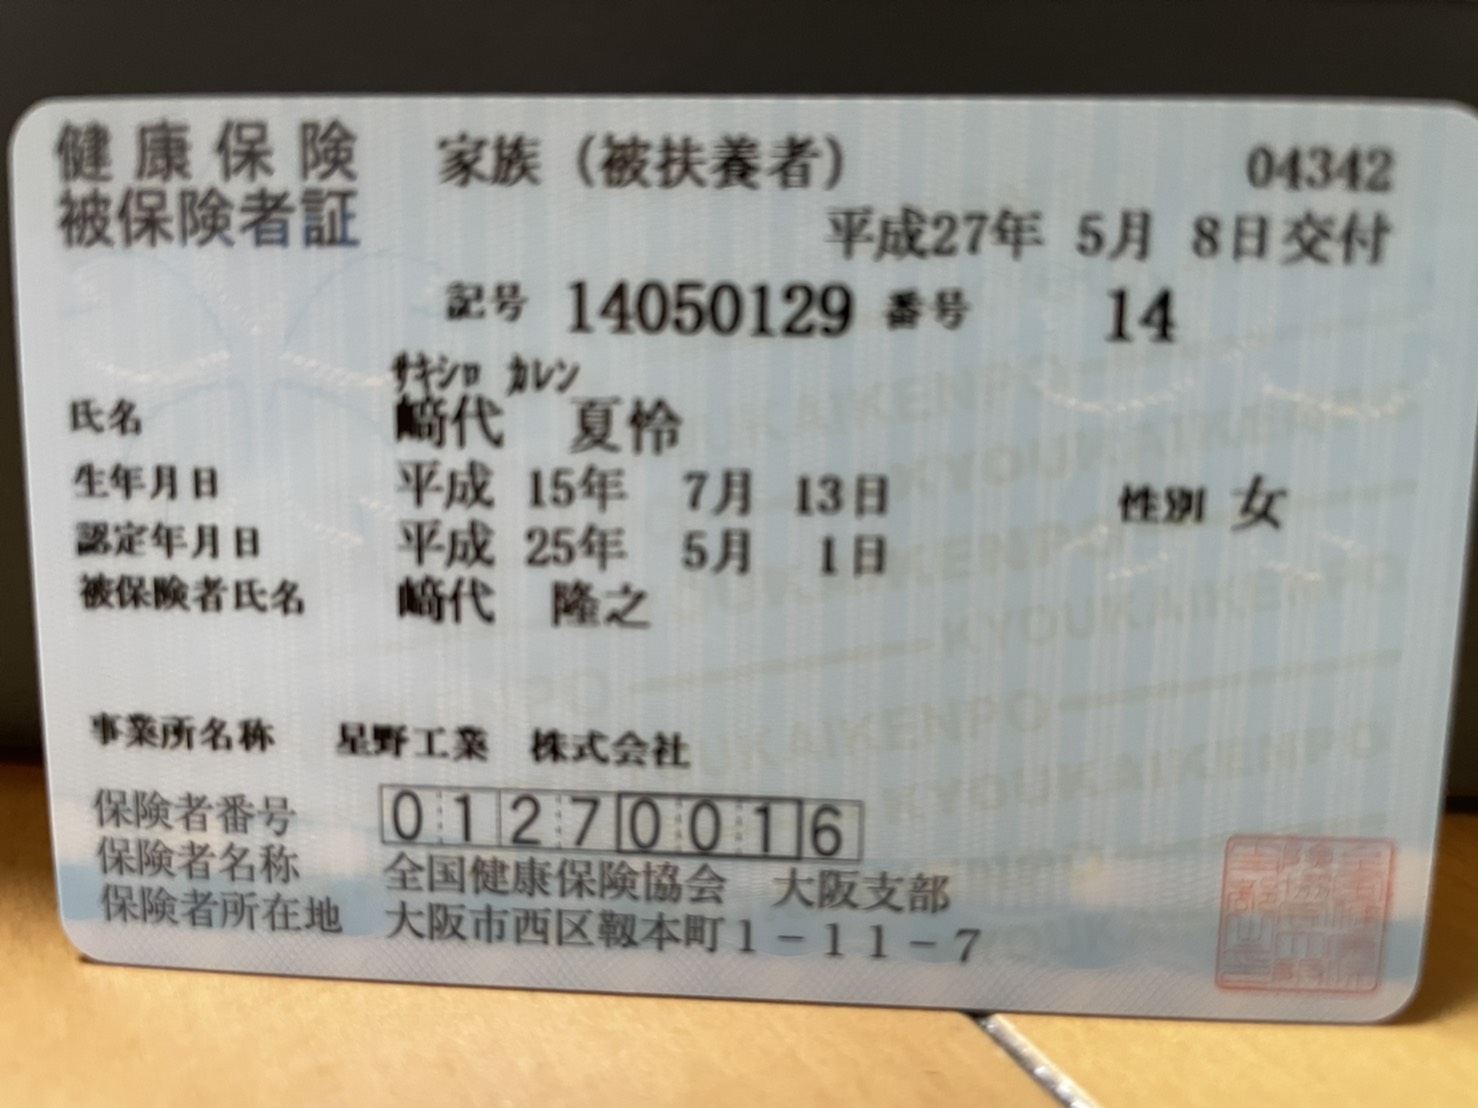 健康保険 家族（被扶養者） 04342
被保険者証 平成27年 5月 8日交付
記号 14050129 番号 14
ｻｷｼﾛ ｶﾚﾝ
氏名 﨑代 夏怜
生年月日 平成 15年 7月 13日 性別 女
認定年月日 平成 25年 5月 1日
被保険者氏名 﨑代 隆之
事業所名称 星野工業 株式会社
保険者番号 01270016
保険者名称 全国健康保険協会 大阪支部
保険者所在地 大阪市西区靱本町1－11－7
KYOUKAIKENPO
KYOUKAIKENPO
KYOUKAIKENPO